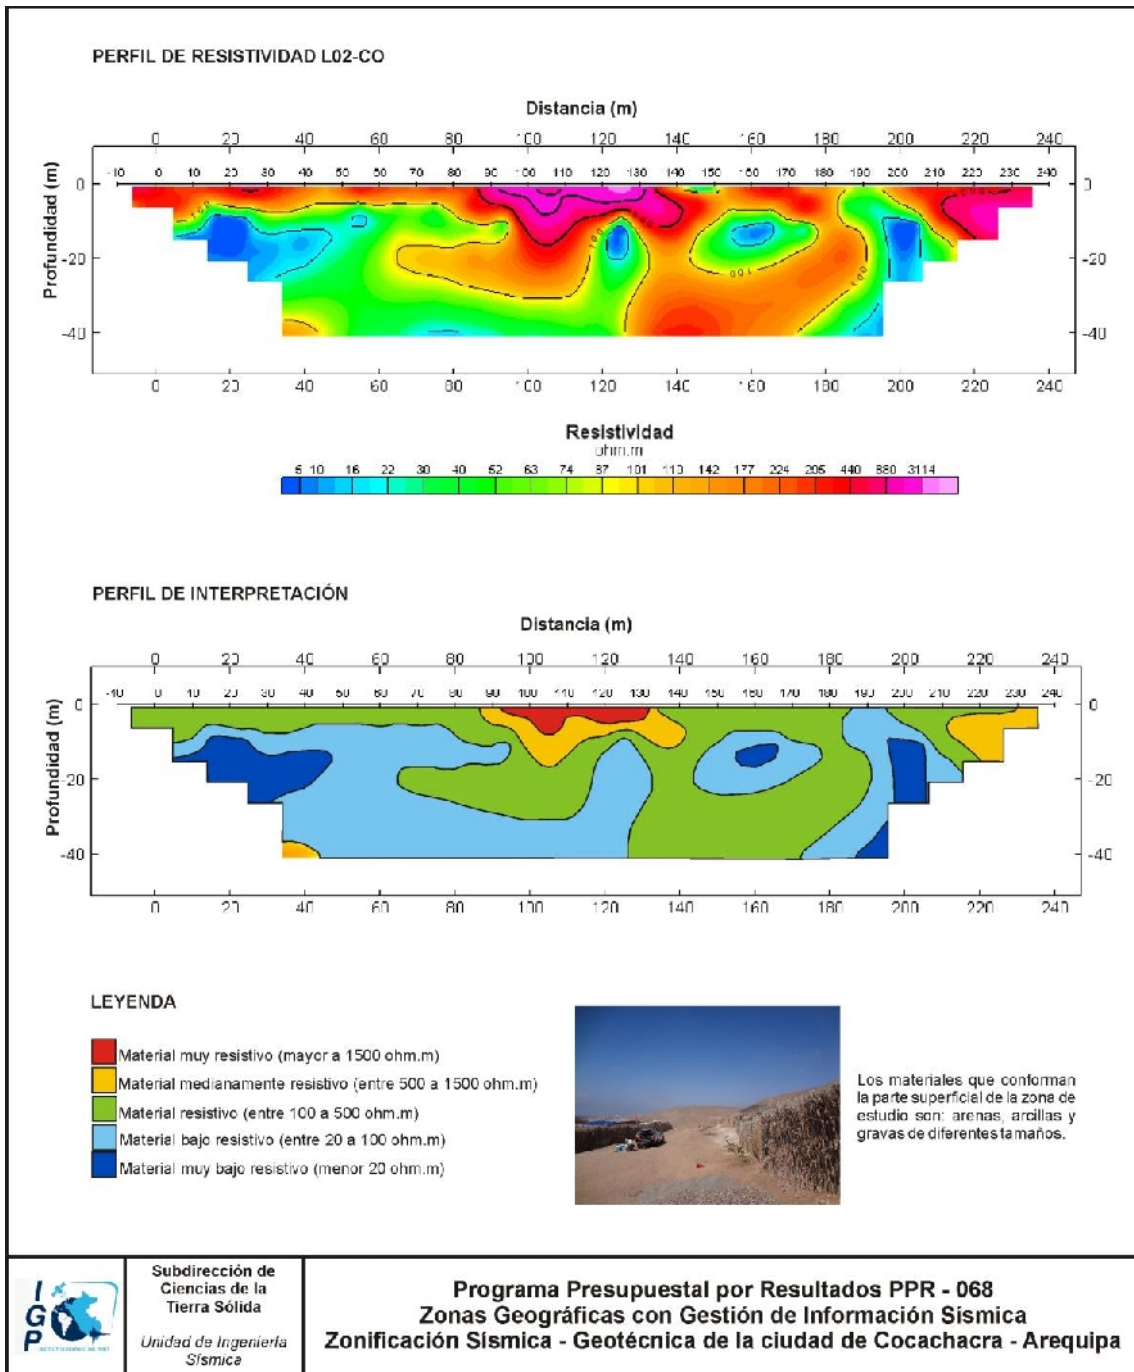 PERFIL DE RESISTIVIDAD L02-CO
Distancia (m)
0 20 40 60 80 100 120 140 160 180 200 220 240
-10 0 10 20 30 40 50 60 70 80 90 100 110 120 130 140 150 160 170 180 190 200 210 220 230 240
Profundidad (m)
0 0
-20 -20
-40 -40
0 20 40 60 80 100 120 140 160 180 200 220 240
Resistividad
ohm.m
5 10 16 22 30 40 52 63 74 87 101 113 142 177 224 295 440 880 3114
PERFIL DE INTERPRETACIÓN
Distancia (m)
0 20 40 60 80 100 120 140 160 180 200 220 240
-10 0 10 20 30 40 50 60 70 80 90 100 110 120 130 140 150 160 170 180 190 200 210 220 230 240
Profundidad (m)
0 0
-20 -20
-40 -40
0 20 40 60 80 100 120 140 160 180 200 220 240
LEYENDA
Material muy resistivo (mayor a 1500 ohm.m)
Material medianamente resistivo (entre 500 a 1500 ohm.m)
Material resistivo (entre 100 a 500 ohm.m)
Material bajo resistivo (entre 20 a 100 ohm.m)
Material muy bajo resistivo (menor 20 ohm.m)
Los materiales que conforman
la parte superficial de la zona de
estudio son: arenas, arcillas y
gravas de diferentes tamaños.
IGP
Subdirección de
Ciencias de la
Tierra Sólida
Unidad de Ingeniería
Sísmica
Programa Presupuestal por Resultados PPR - 068
Zonas Geográficas con Gestión de Información Sísmica
Zonificación Sísmica - Geotécnica de la ciudad de Cocachacra - Arequipa